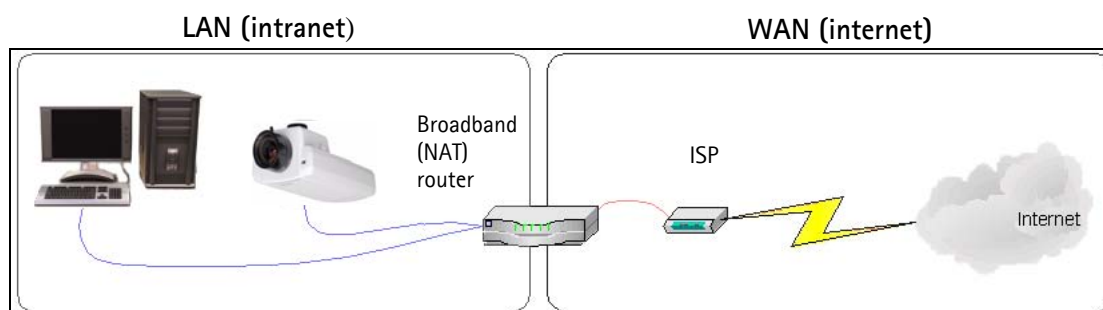 LAN (intranet)
WAN (internet)
Broadband
(NAT)
router
ISP
Internet